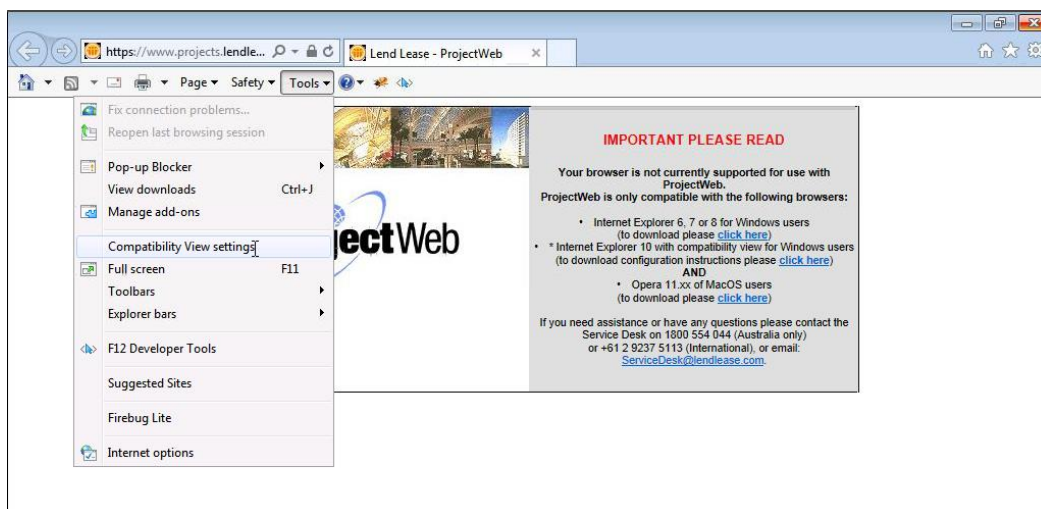 https://www.projects.lendle...
Lend Lease - ProjectWeb
Page
Safety
Tools
Fix connection problems...
Reopen last browsing session
Pop-up Blocker
View downloads Ctrl+J
Manage add-ons
Compatibility View settings
Full screen F11
Toolbars
Explorer bars
F12 Developer Tools
Suggested Sites
Firebug Lite
Internet options
jectWeb
IMPORTANT PLEASE READ
Your browser is not currently supported for use with
ProjectWeb.
ProjectWeb is only compatible with the following browsers:
• Internet Explorer 6, 7 or 8 for Windows users
(to download please click here)
• * Internet Explorer 10 with compatibility view for Windows users
(to download configuration instructions please click here)
AND
• Opera 11.xx of MacOS users
(to download please click here)
If you need assistance or have any questions please contact the
Service Desk on 1800 554 044 (Australia only)
or +61 2 9237 5113 (International), or email:
ServiceDesk@lendlease.com.